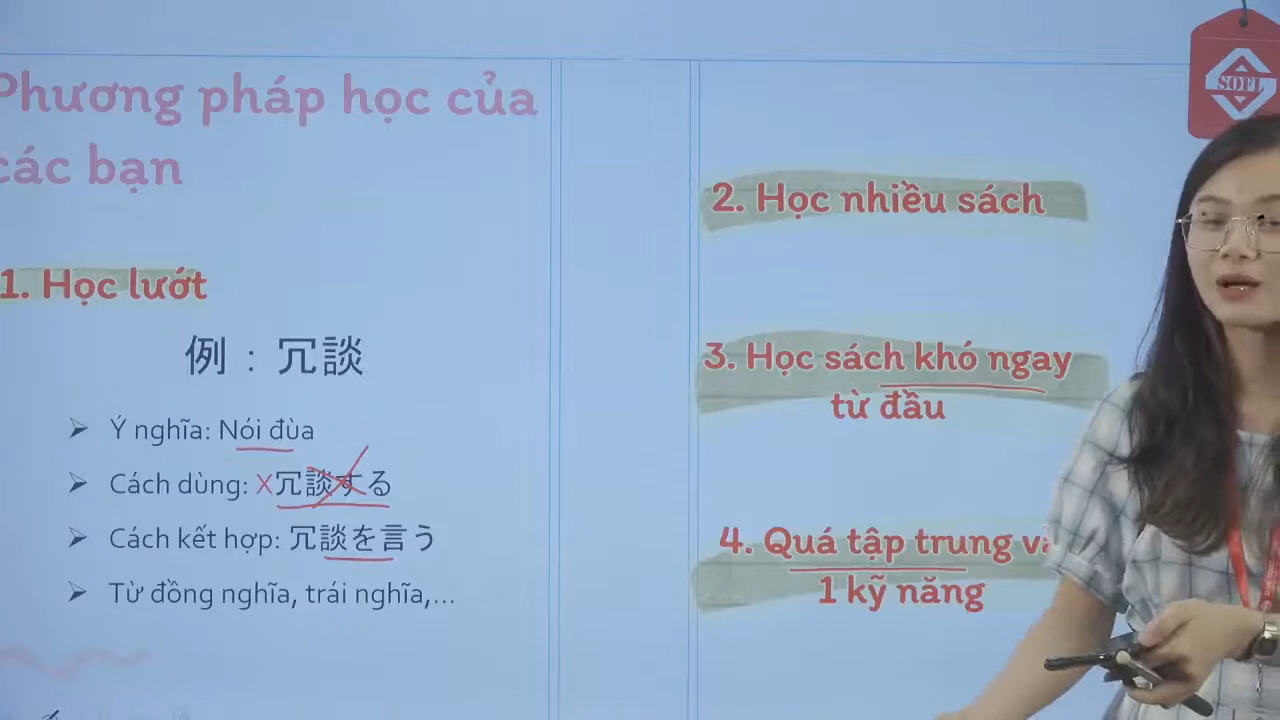 Phương pháp học của
các bạn
1. Học lướt
例：冗談
Ý nghĩa: Nói đùa
Cách dùng: X冗談する
Cách kết hợp: 冗談を言う
Từ đồng nghĩa, trái nghĩa,...
2. Học nhiều sách
3. Học sách khó ngay
từ đầu
4. Quá tập trung và
1 kỹ năng
SOFL